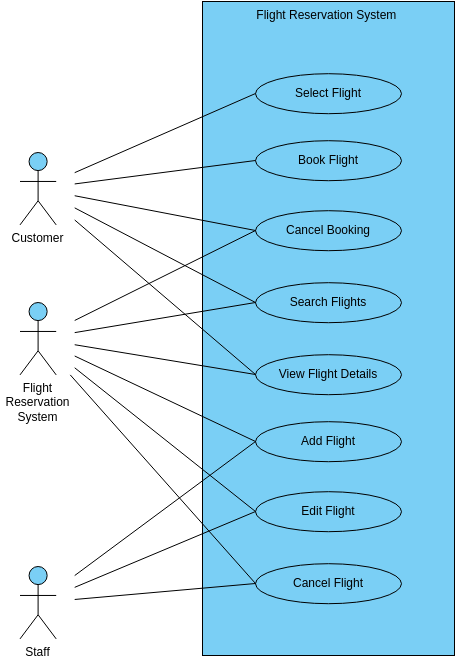 Flight Reservation System
Select Flight
Book Flight
Customer
Cancel Booking
Search Flights
Flight
Reservation
System
View Flight Details
Add Flight
Edit Flight
Cancel Flight
Staff